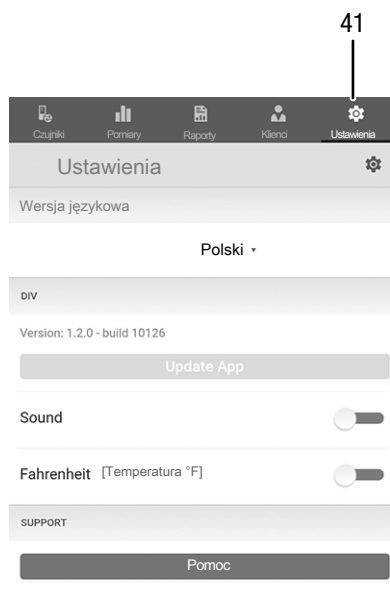 41
Czujniki Pomiary Raporty Klienci Ustawienia
Ustawienia
Wersja językowa
Polski
DIV
Version: 1.2.0 - build 10126
Update App
Sound
Fahrenheit [Temperatura °F]
SUPPORT
Pomoc